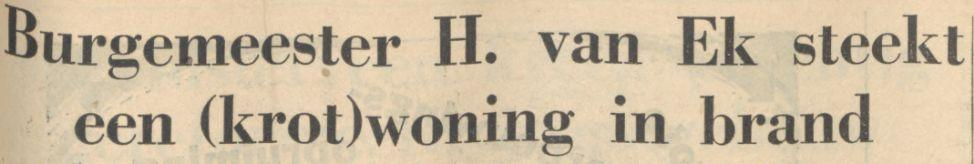 Burgemeester H. van Ek steekt
een (krot)woning in brand